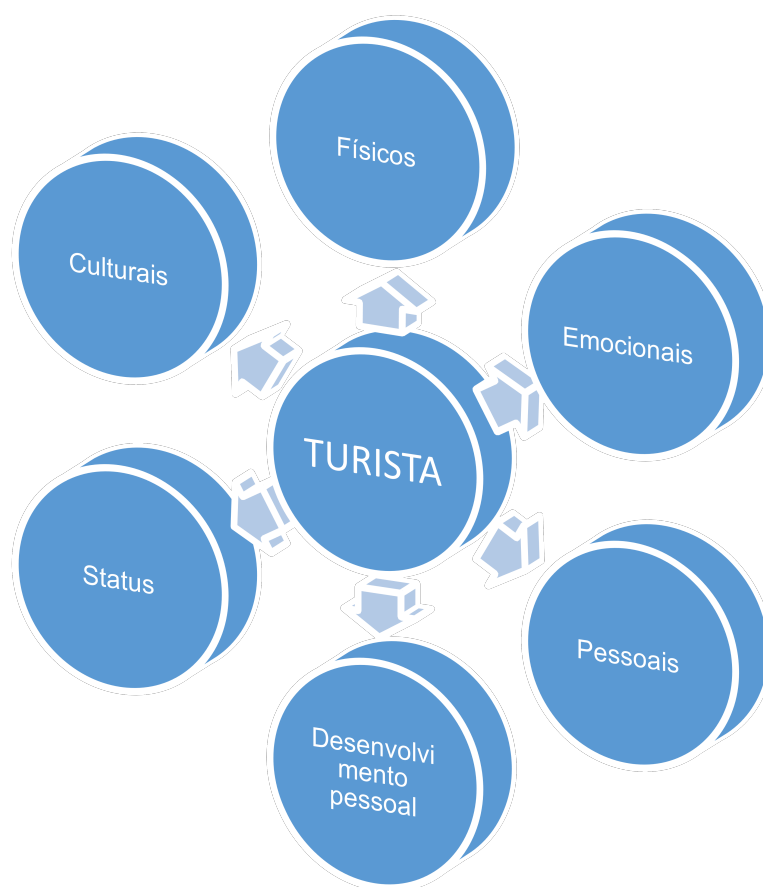 Físicos
Culturais
Emocionais
TURISTA
Status
Pessoais
Desenvolvi
mento
pessoal